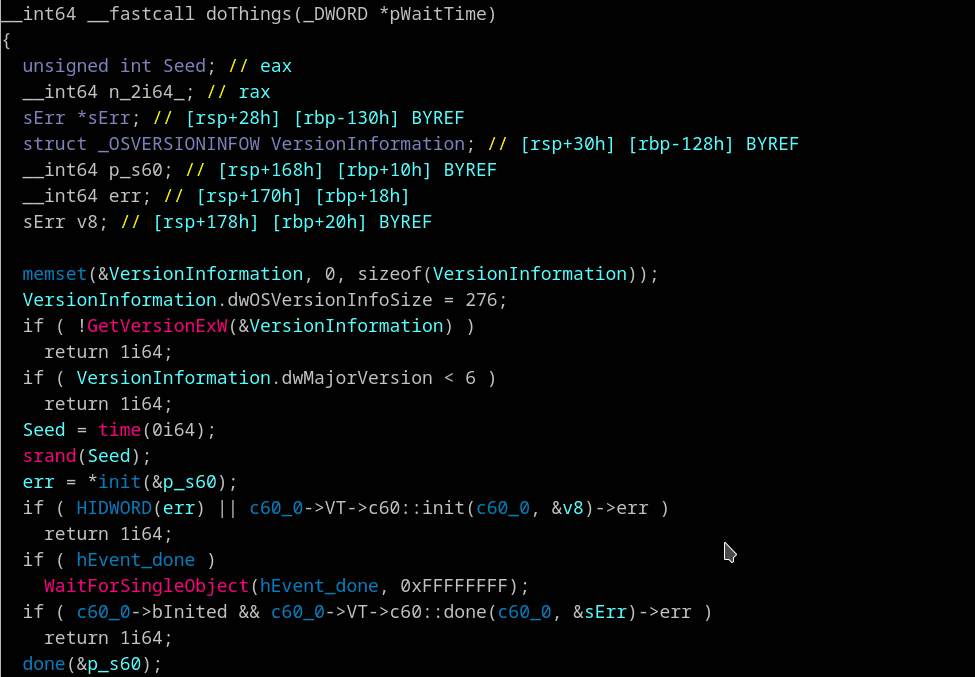 __int64 __fastcall doThings(_DWORD *pWaitTime)
{
unsigned int Seed; // eax
__int64 n_2i64_; // rax
sErr *sErr; // [rsp+28h] [rbp-130h] BYREF
struct _OSVERSIONINFOW VersionInformation; // [rsp+30h] [rbp-128h] BYREF
__int64 p_s60; // [rsp+168h] [rbp+10h] BYREF
__int64 err; // [rsp+170h] [rbp+18h]
sErr v8; // [rsp+178h] [rbp+20h] BYREF
memset(&VersionInformation, 0, sizeof(VersionInformation));
VersionInformation.dwOSVersionInfoSize = 276;
if ( !GetVersionExW(&VersionInformation) )
return 1i64;
if ( VersionInformation.dwMajorVersion < 6 )
return 1i64;
Seed = time(0i64);
srand(Seed);
err = *init(&p_s60);
if ( HIDWORD(err) || c60_0->VT->c60::init(c60_0, &v8)->err )
return 1i64;
if ( hEvent_done )
WaitForSingleObject(hEvent_done, 0xFFFFFFFF);
if ( c60_0->bInited && c60_0->VT->c60::done(c60_0, &sErr)->err )
return 1i64;
done(&p_s60);